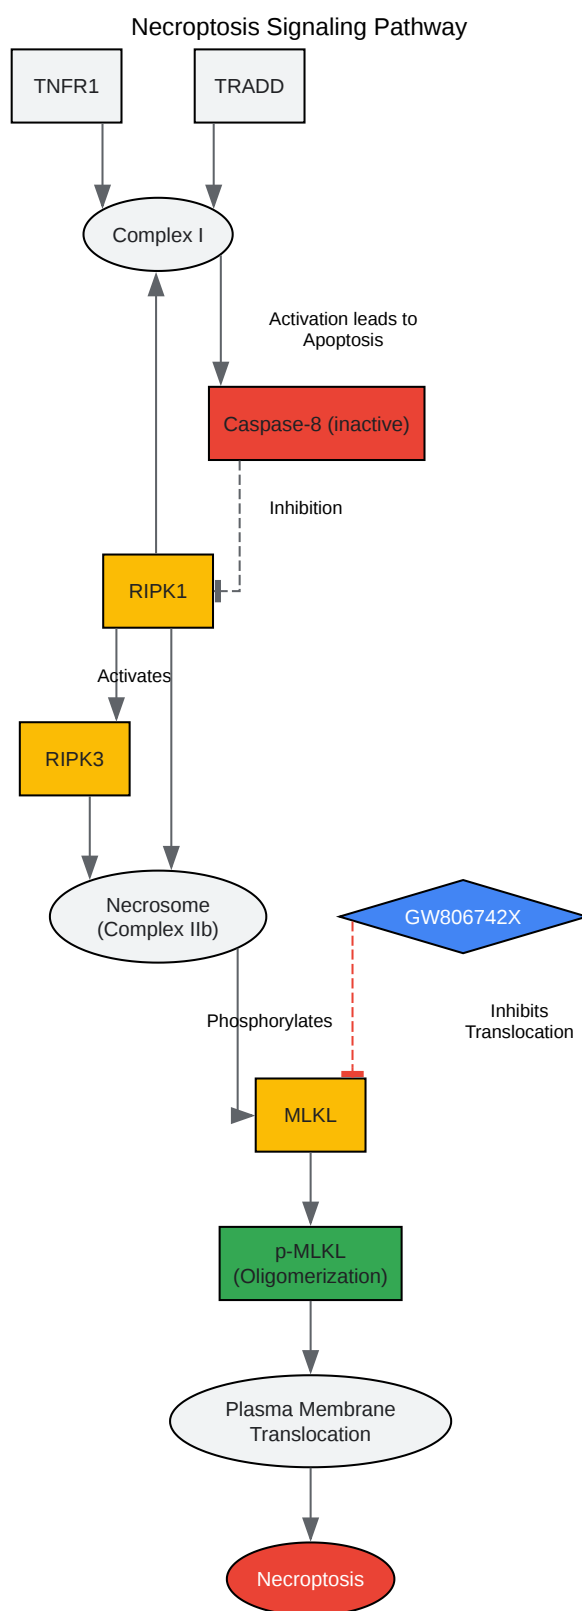 Necroptosis Signaling Pathway
TNFR1
TRADD
Complex I
Activation leads to
Apoptosis
Caspase-8 (inactive)
Inhibition
RIPK1
Activates
RIPK3
Necrosome
(Complex IIb)
GW806742X
Phosphorylates
Inhibits
Translocation
MLKL
p-MLKL
(Oligomerization)
Plasma Membrane
Translocation
Necroptosis